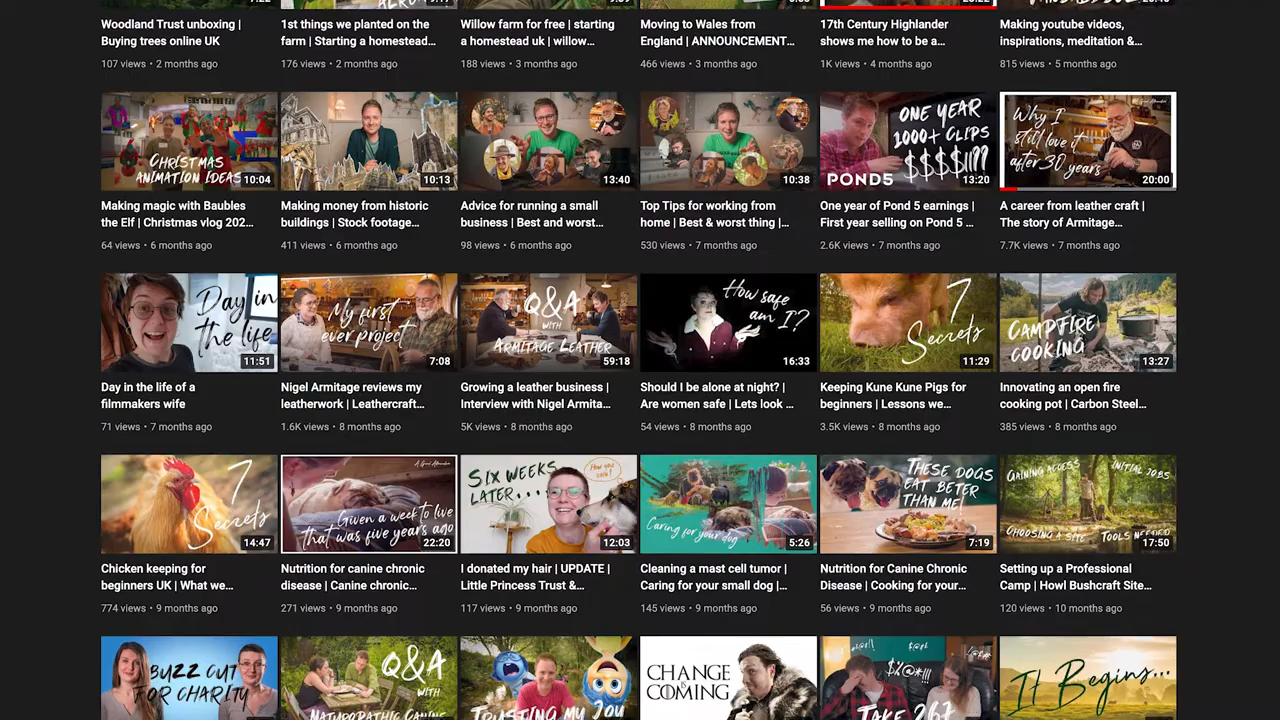 Woodland Trust unboxing |
Buying trees online UK
107 views • 2 months ago
1st things we planted on the
farm | Starting a homestead...
176 views • 2 months ago
Willow farm for free | starting
a homestead uk | willow...
188 views • 3 months ago
Moving to Wales from
England | ANNOUNCEMENT...
466 views • 3 months ago
17th Century Highlander
shows me how to be a...
1K views • 4 months ago
Making youtube videos,
inspirations, meditation &...
815 views • 5 months ago
CHRISTMAS
ANIMATION IDEAS
10:04
Making magic with Baubles
the Elf | Christmas vlog 202...
64 views • 6 months ago
10:13
Making money from historic
buildings | Stock footage...
411 views • 6 months ago
13:40
Advice for running a small
business | Best and worst...
98 views • 6 months ago
10:38
Top Tips for working from
home | Best & worst thing |...
530 views • 7 months ago
ONE YEAR
1000+ CLIPS
$$$$!??
POND5
13:20
One year of Pond 5 earnings |
First year selling on Pond 5 ...
2.6K views • 7 months ago
Why I
still love it
after 30 years
20:00
A career from leather craft |
The story of Armitage...
7.7K views • 7 months ago
Day in
the life
11:51
Day in the life of a
filmmakers wife
71 views • 7 months ago
My first
ever project
7:08
Nigel Armitage reviews my
leatherwork | Leathercraft...
1.6K views • 8 months ago
Q&A
WITH
ARMITAGE LEATHER
59:18
Growing a leather business |
Interview with Nigel Armita...
5K views • 8 months ago
How safe
am I?
16:33
Should I be alone at night? |
Are women safe | Lets look ...
54 views • 8 months ago
7
Secrets
11:29
Keeping Kune Kune Pigs for
beginners | Lessons we...
3.5K views • 8 months ago
CAMPFIRE
COOKING
13:27
Innovating an open fire
cooking pot | Carbon Steel...
385 views • 8 months ago
7
Secrets
14:47
Chicken keeping for
beginners UK | What we...
774 views • 9 months ago
Given a week to live
that was five years ago
22:20
Nutrition for canine chronic
disease | Canine chronic...
271 views • 9 months ago
SIX WEEKS
LATER....
12:03
I donated my hair | UPDATE |
Little Princess Trust &...
117 views • 9 months ago
Caring for your dog
5:26
Cleaning a mast cell tumor |
Caring for your small dog |...
145 views • 9 months ago
THESE DOGS
EAT BETER
THAN ME!
7:19
Nutrition for Canine Chronic
Disease | Cooking for your...
56 views • 9 months ago
GAINING ACCESS
INITIAL JOBS
CHOOSING A SITE
TOOLS NEEDED
17:50
Setting up a Professional
Camp | Howl Bushcraft Site...
120 views • 10 months ago
BUZZ CUT
FOR CHARITY
Q&A
WITH
NATUROPATHIC CANINE
TRUSTING MY JOY
CHANGE
IS
COMING
$%@*!!!
TAKE 267
It Begins...